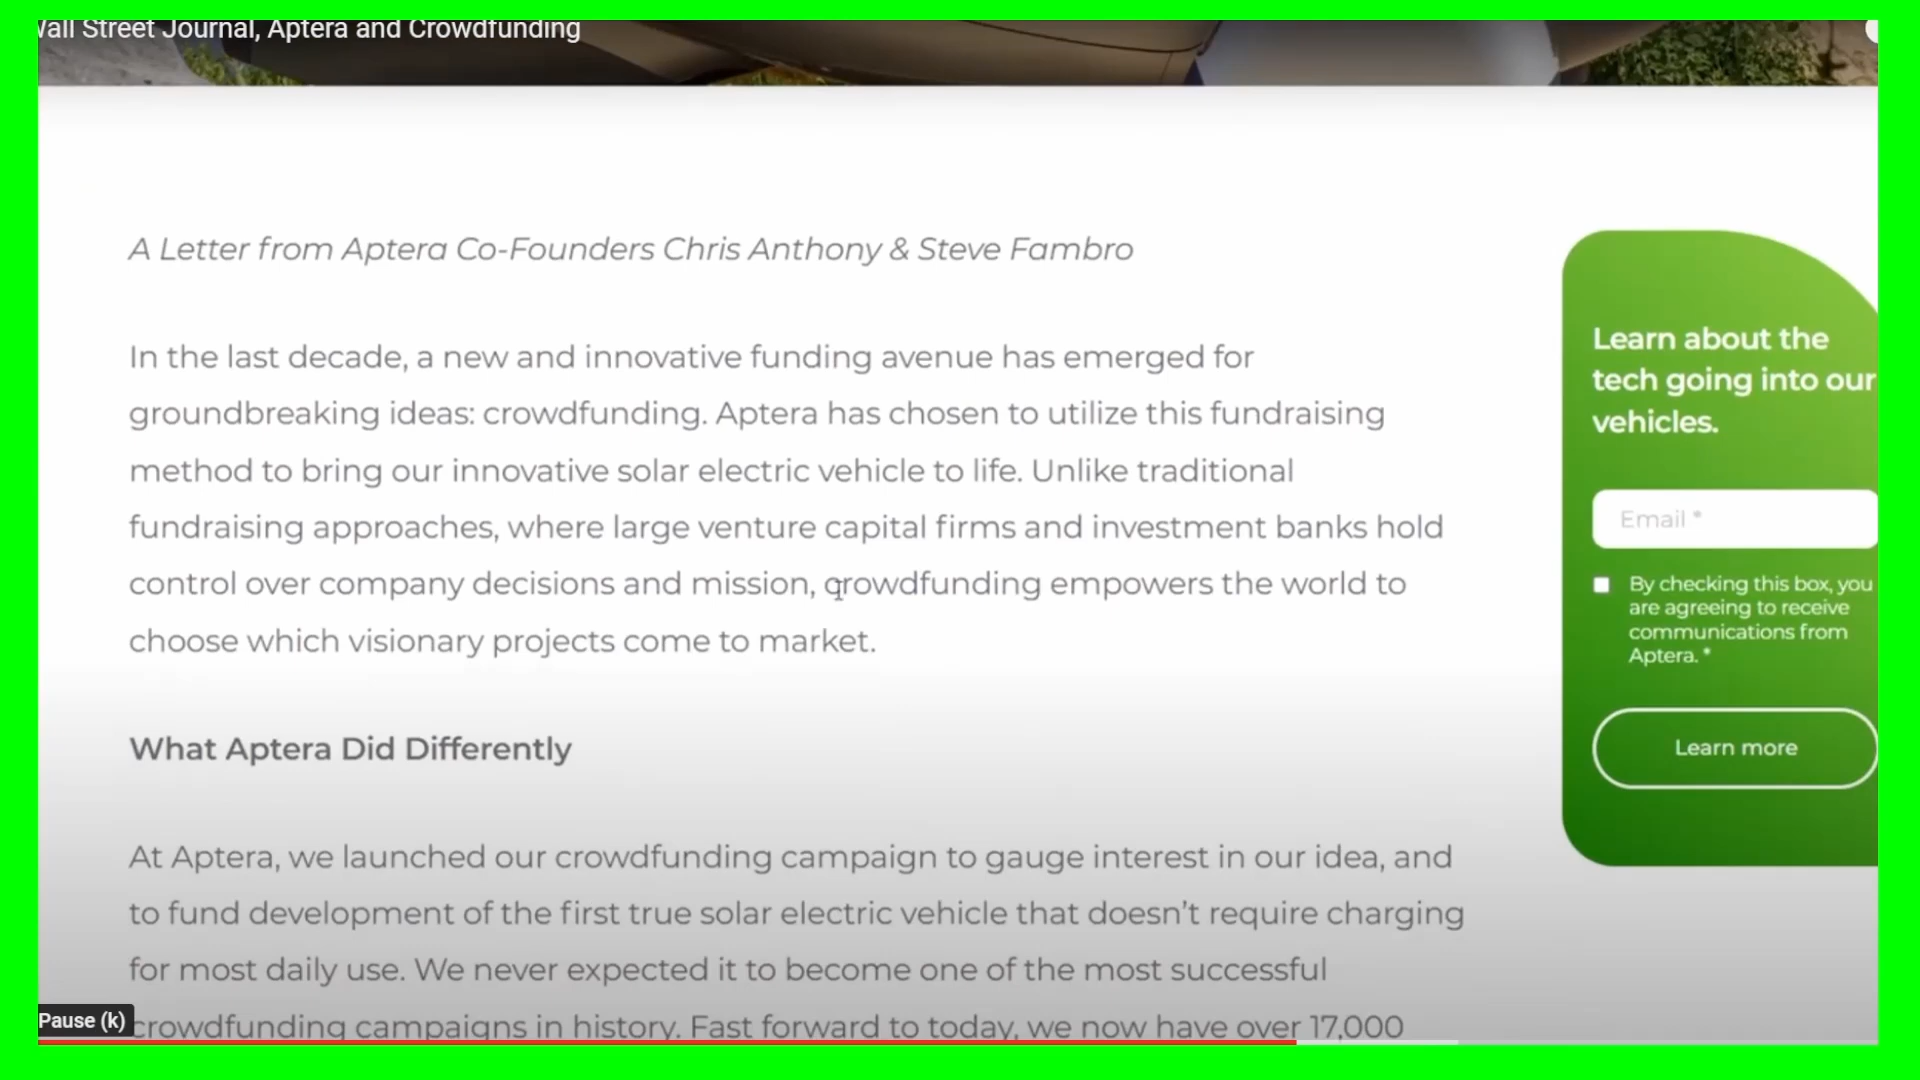 Wall Street Journal, Aptera and Crowdfunding
A Letter from Aptera Co-Founders Chris Anthony & Steve Fambro
In the last decade, a new and innovative funding avenue has emerged for
groundbreaking ideas: crowdfunding. Aptera has chosen to utilize this fundraising
method to bring our innovative solar electric vehicle to life. Unlike traditional
fundraising approaches, where large venture capital firms and investment banks hold
control over company decisions and mission, crowdfunding empowers the world to
choose which visionary projects come to market.
What Aptera Did Differently
At Aptera, we launched our crowdfunding campaign to gauge interest in our idea, and
to fund development of the first true solar electric vehicle that doesn’t require charging
for most daily use. We never expected it to become one of the most successful
crowdfunding campaigns in history. Fast forward to today, we now have over 17,000
Learn about the
tech going into our
vehicles.
Email *
By checking this box, you
are agreeing to receive
communications from
Aptera. *
Learn more
Pause (k)